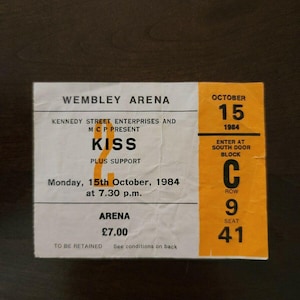 WEMBLEY ARENA
KENNEDY STREET ENTERPRISES AND
M C P PRESENT
2
KISS
PLUS SUPPORT
Monday, 15th October, 1984
at 7.30 p.m.
ARENA
£7.00
TO BE RETAINED See conditions on back
OCTOBER
15
1984
ENTER AT
SOUTH DOOR
BLOCK
C
ROW
9
SEAT
41